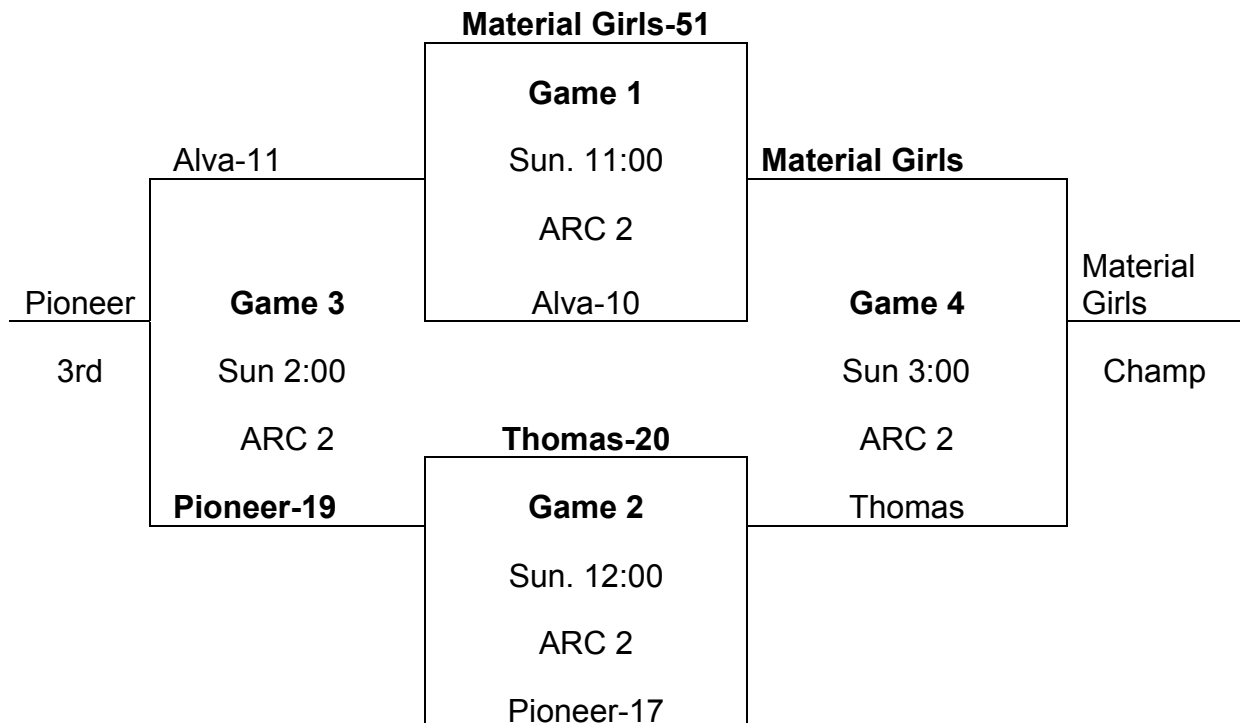 Material Girls-51
Game 1
Alva-11
Sun. 11:00
Material Girls
ARC 2
Material
Girls
Pioneer
Game 3
Alva-10
Game 4
3rd
Sun 2:00
Sun 3:00
Champ
ARC 2
Thomas-20
ARC 2
Pioneer-19
Game 2
Thomas
Sun. 12:00
ARC 2
Pioneer-17